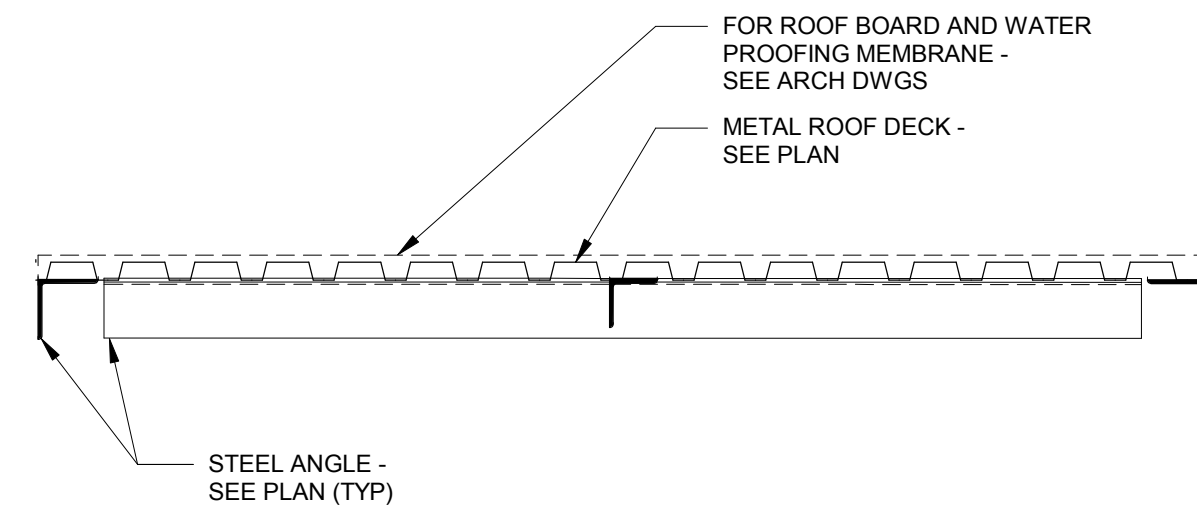 FOR ROOF BOARD AND WATER
PROOFING MEMBRANE -
SEE ARCH DWGS
METAL ROOF DECK -
SEE PLAN
STEEL ANGLE -
SEE PLAN (TYP)